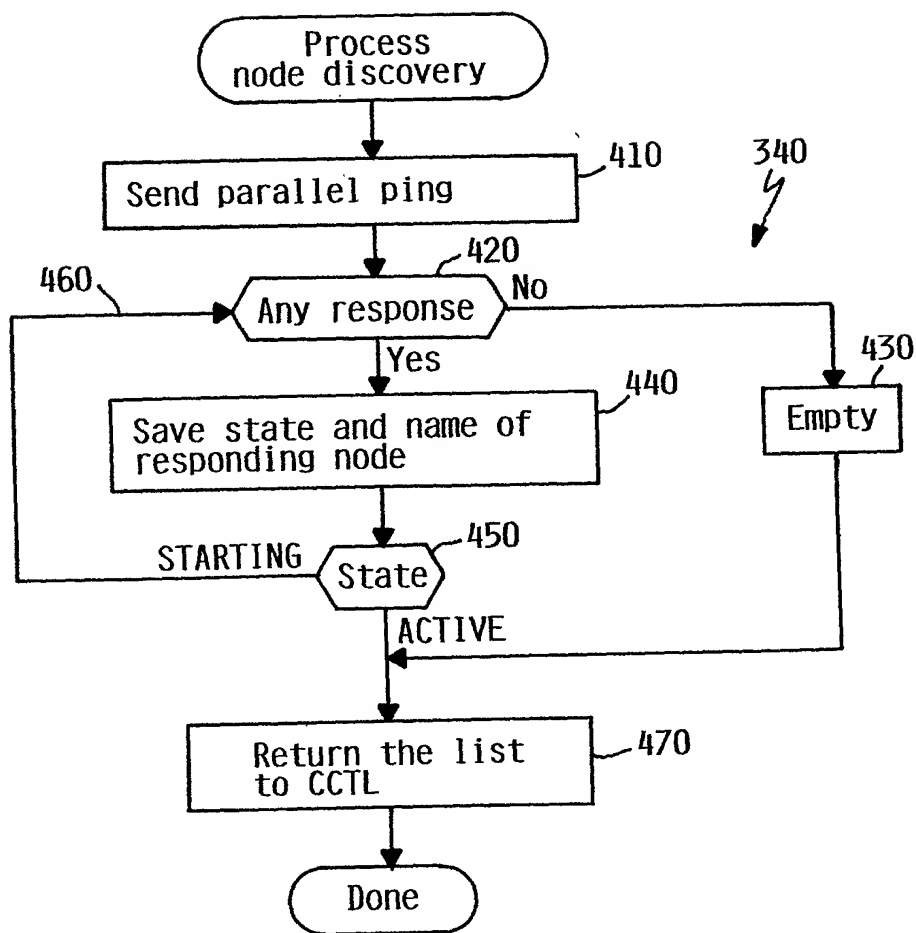 Process
node discovery
410
340
Send parallel ping
420
460
Any response
No
Yes
430
440
Empty
Save state and name of
responding node
450
STARTING
State
ACTIVE
Return the list
to CCTL
470
Done